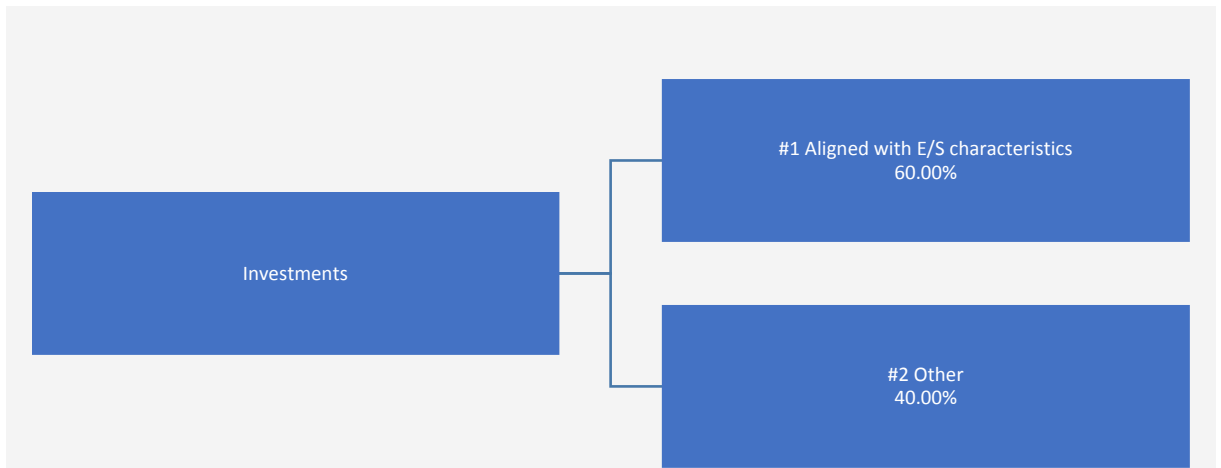 #1 Aligned with E/S characteristics
60.00%
Investments
#2 Other
40.00%